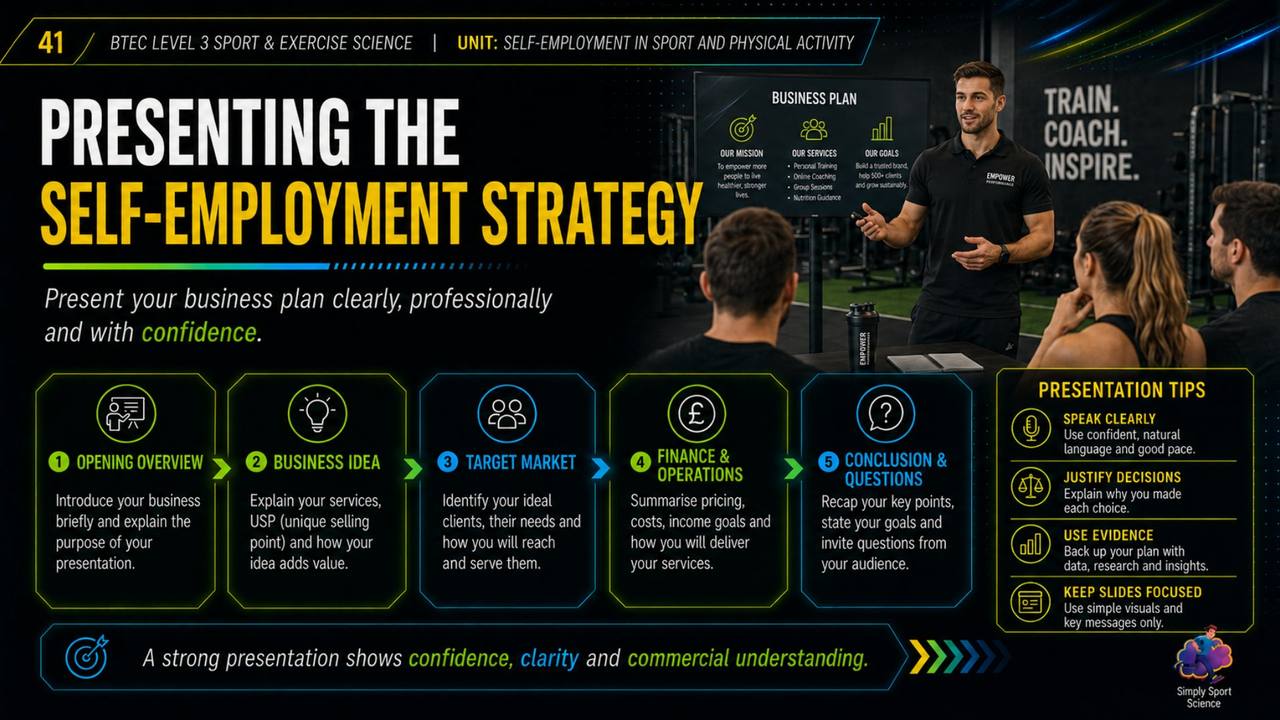 41
BTEC LEVEL 3 SPORT & EXERCISE SCIENCE | UNIT: SELF-EMPLOYMENT IN SPORT AND PHYSICAL ACTIVITY
PRESENTING THE
SELF-EMPLOYMENT STRATEGY
Present your business plan clearly, professionally
and with confidence.
BUSINESS PLAN
OUR MISSION
To empower more
people to live
healthier, stronger
lives.
OUR SERVICES
• Personal Training
• Online Coaching
• Group Sessions
• Nutrition Guidance
OUR GOALS
Build a trusted brand,
help 500+ clients
and grow sustainably.
EMPOWER
PERFORMANCE
TRAIN.
COACH.
INSPIRE.
EMPOWER
1 OPENING OVERVIEW
Introduce your business
briefly and explain the
purpose of your
presentation.
2 BUSINESS IDEA
Explain your services,
USP (unique selling
point) and how your
idea adds value.
3 TARGET MARKET
Identify your ideal
clients, their needs and
how you will reach
and serve them.
£
4 FINANCE &
OPERATIONS
Summarise pricing,
costs, income goals and
how you will deliver
your services.
?
5 CONCLUSION &
QUESTIONS
Recap your key points,
state your goals and
invite questions from
your audience.
PRESENTATION TIPS
SPEAK CLEARLY
Use confident, natural
language and good pace.
JUSTIFY DECISIONS
Explain why you made
each choice.
USE EVIDENCE
Back up your plan with
data, research and insights.
KEEP SLIDES FOCUSED
Use simple visuals and
key messages only.
A strong presentation shows confidence, clarity and commercial understanding.
Simply Sport
Science